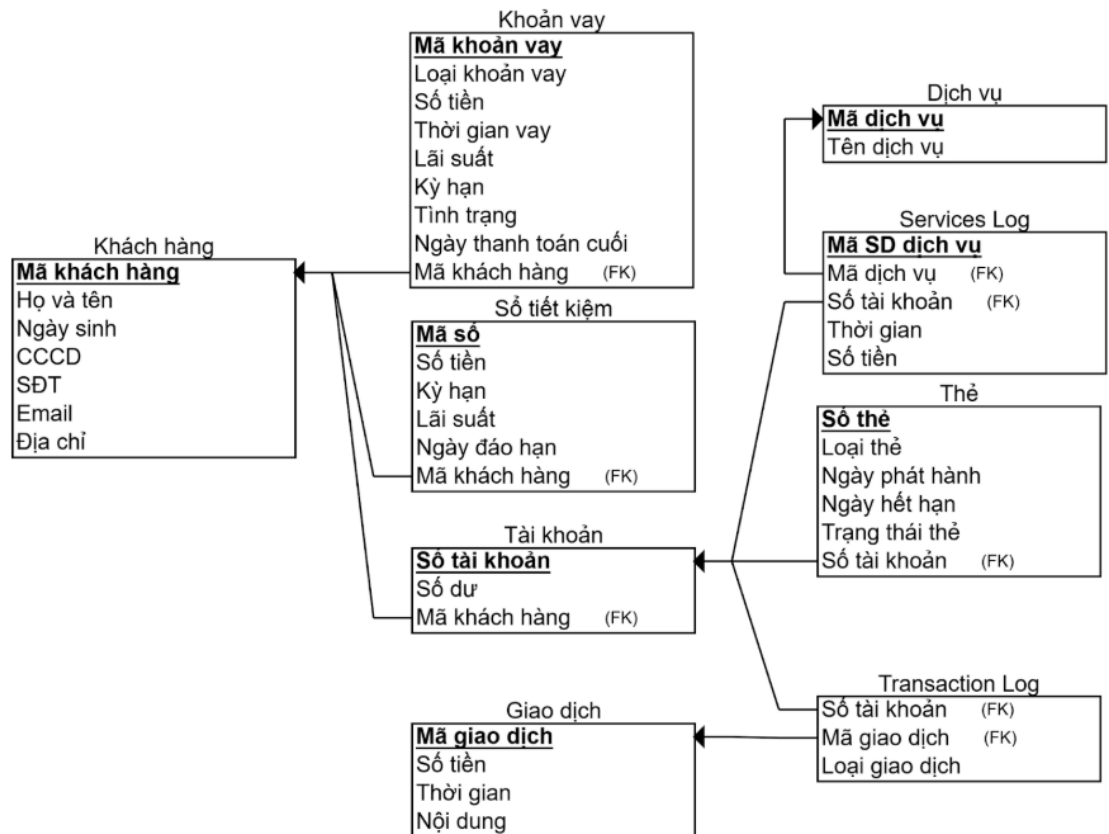 Khoản vay
Mã khoản vay
Loại khoản vay
Số tiền
Thời gian vay
Lãi suất
Kỳ hạn
Tình trạng
Ngày thanh toán cuối
Mã khách hàng (FK)
Dịch vụ
Mã dịch vụ
Tên dịch vụ
Khách hàng
Mã khách hàng
Họ và tên
Ngày sinh
CCCD
SĐT
Email
Địa chỉ
Services Log
Mã SD dịch vụ
Mã dịch vụ (FK)
Số tài khoản (FK)
Thời gian
Số tiền
Sổ tiết kiệm
Mã số
Số tiền
Kỳ hạn
Lãi suất
Ngày đáo hạn
Mã khách hàng (FK)
Thẻ
Số thẻ
Loại thẻ
Ngày phát hành
Ngày hết hạn
Trạng thái thẻ
Số tài khoản (FK)
Tài khoản
Số tài khoản
Số dư
Mã khách hàng (FK)
Transaction Log
Số tài khoản (FK)
Mã giao dịch (FK)
Loại giao dịch
Giao dịch
Mã giao dịch
Số tiền
Thời gian
Nội dung